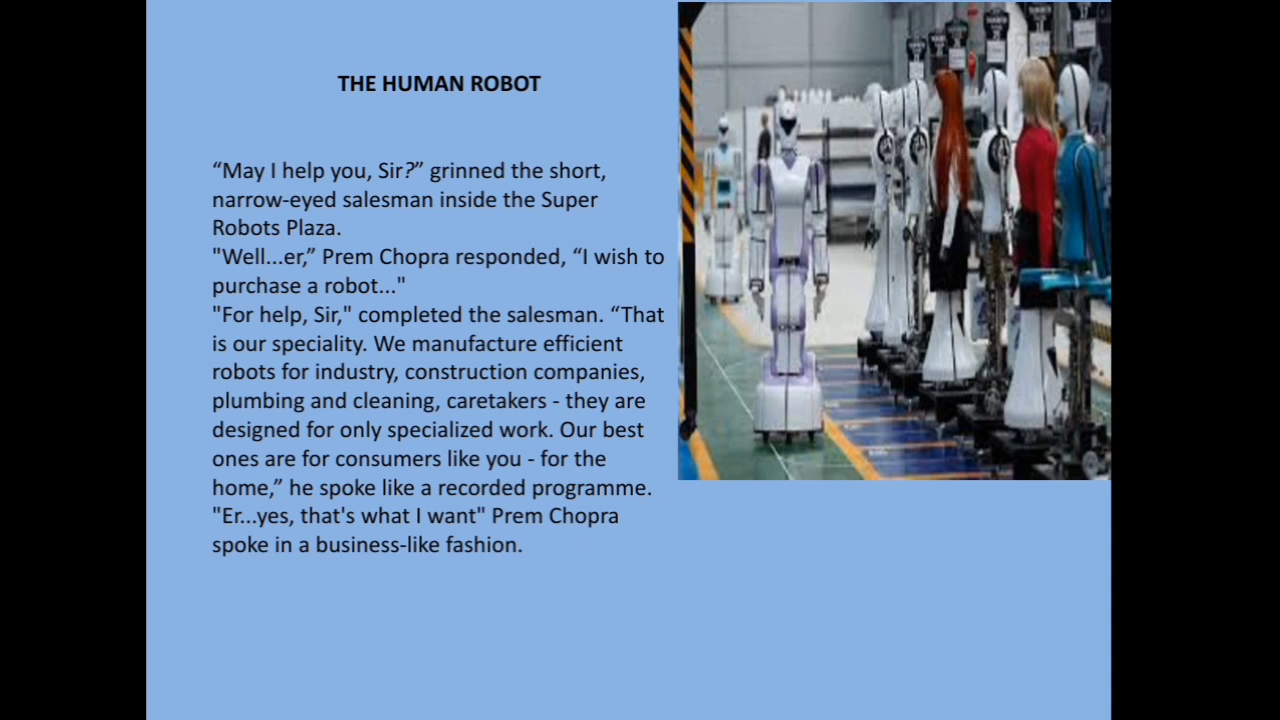 THE HUMAN ROBOT
“May I help you, Sir?” grinned the short,
narrow-eyed salesman inside the Super
Robots Plaza.
"Well...er,” Prem Chopra responded, “I wish to
purchase a robot..."
"For help, Sir," completed the salesman. “That
is our speciality. We manufacture efficient
robots for industry, construction companies,
plumbing and cleaning, caretakers - they are
designed for only specialized work. Our best
ones are for consumers like you - for the
home,” he spoke like a recorded programme.
"Er...yes, that's what I want" Prem Chopra
spoke in a business-like fashion.